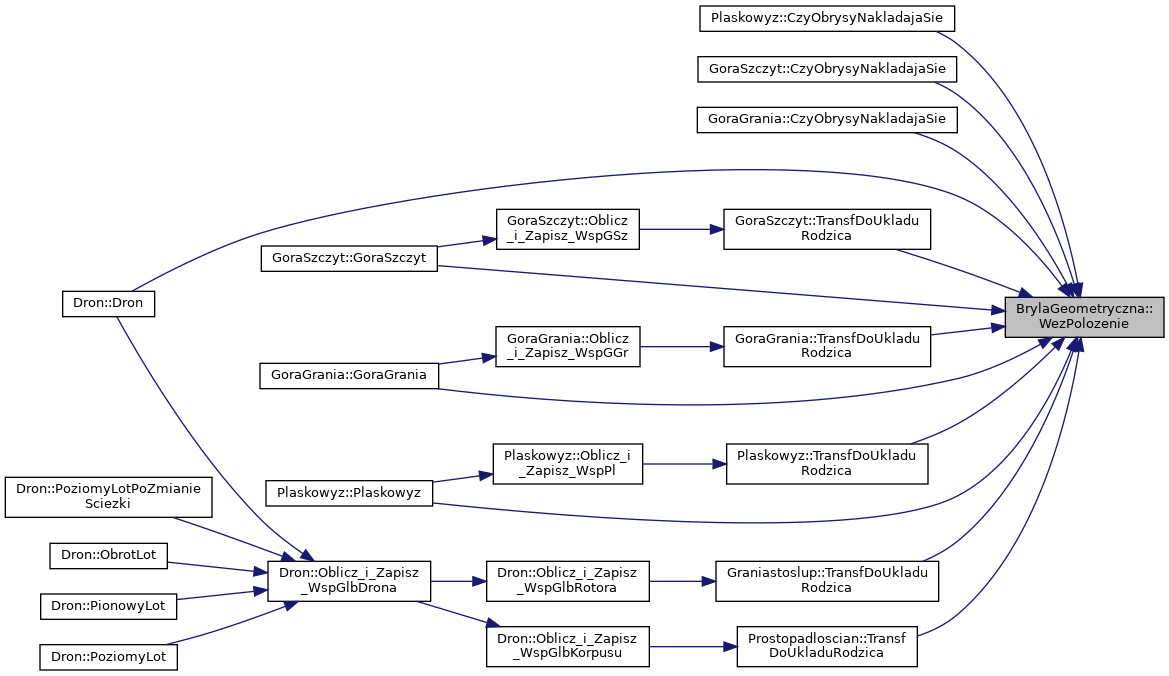 Plaskowyz::CzyObrysyNakladajaSie
GoraSzczyt::CzyObrysyNakladajaSie
GoraGrania::CzyObrysyNakladajaSie
GoraSzczyt::Oblicz
_i_Zapisz_WspGSz
GoraSzczyt::TransfDoUkladu
Rodzica
GoraSzczyt::GoraSzczyt
Dron::Dron
BrylaGeometryczna::
WezPolozenie
GoraGrania::Oblicz
_i_Zapisz_WspGGr
GoraGrania::TransfDoUkladu
Rodzica
GoraGrania::GoraGrania
Plaskowyz::Oblicz_i
_Zapisz_WspPl
Plaskowyz::TransfDoUkladu
Rodzica
Plaskowyz::Plaskowyz
Dron::PoziomyLotPoZmianie
Sciezki
Dron::ObrotLot
Dron::Oblicz_i_Zapisz
_WspGlbDrona
Dron::Oblicz_i_Zapisz
_WspGlbRotora
Graniastoslup::TransfDoUkladu
Rodzica
Dron::PionowyLot
Dron::PoziomyLot
Dron::Oblicz_i_Zapisz
_WspGlbKorpusu
Prostopadloscian::Transf
DoUkladuRodzica